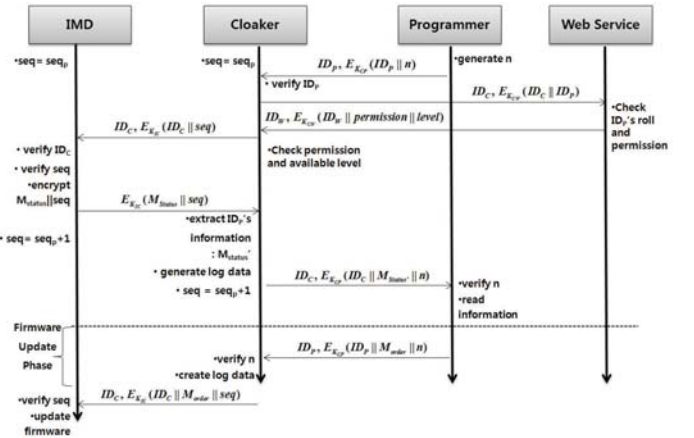 IMD Cloaker Programmer Web Service
•seq= seqp •seq= seqp •generate n
IDP, EKCP(IDP || n)
• verify IDP
IDC, EKCW(IDC || IDP)
•Check
IDP's roll
and
permission
IDW, EKCW(IDW || permission || level)
IDC, EKIC(IDC || seq)
•Check permission
and available level
• verify IDC
• verify seq
•encrypt
Mstatus||seq
EKIC(MStatus || seq)
•extract IDP's
information
: Mstatus'
• seq= seqp+1
• generate log data
• seq = seqp+1
IDC, EKCP(IDC || MStatus' || n)
•verify n
•read
information
Firmware
Update
Phase
IDP, EKCP(IDP || Morder || n)
•verify n
•create log data
IDC, EKIC(IDC || Morder || seq)
•verify seq
•update
firmware